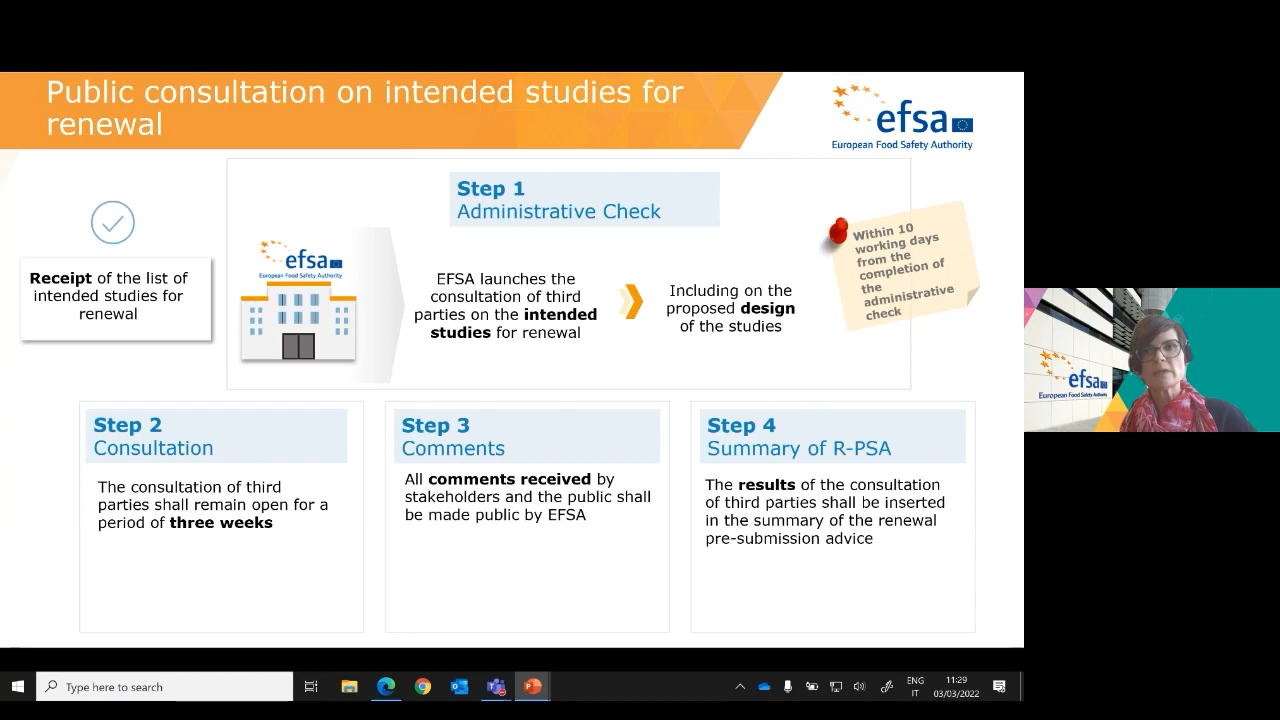 Public consultation on intended studies for
renewal
efsa
European Food Safety Authority
Step 1
Administrative Check
Receipt of the list of
intended studies for
renewal
efsa
European Food Safety Authority
EFSA launches the
consultation of third
parties on the intended
studies for renewal
Including on the
proposed design
of the studies
Within 10
working days
from the
completion of
the
administrative
check
efsa
European Food Safety Authority
Step 2
Consultation
The consultation of third
parties shall remain open for a
period of three weeks
Step 3
Comments
All comments received by
stakeholders and the public shall
be made public by EFSA
Step 4
Summary of R-PSA
The results of the consultation
of third parties shall be inserted
in the summary of the renewal
pre-submission advice
Type here to search
ENG
IT
11:29
03/03/2022